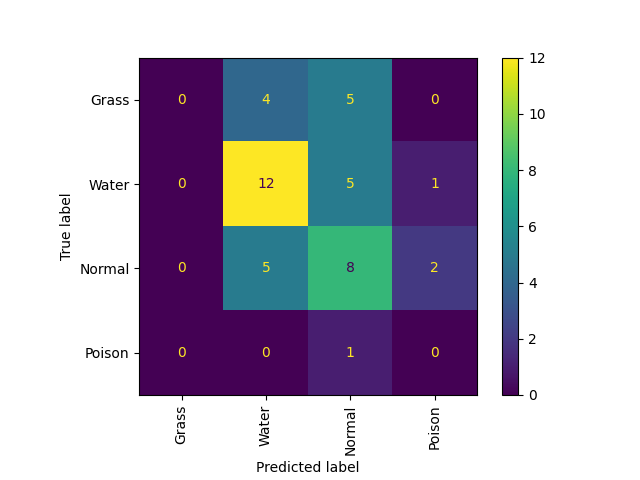 Grass 0 4 5 0
Water 0 12 5 1
Normal 0 5 8 2
Poison 0 0 1 0
Grass Water Normal Poison
Predicted label
True label
12
10
8
6
4
2
0